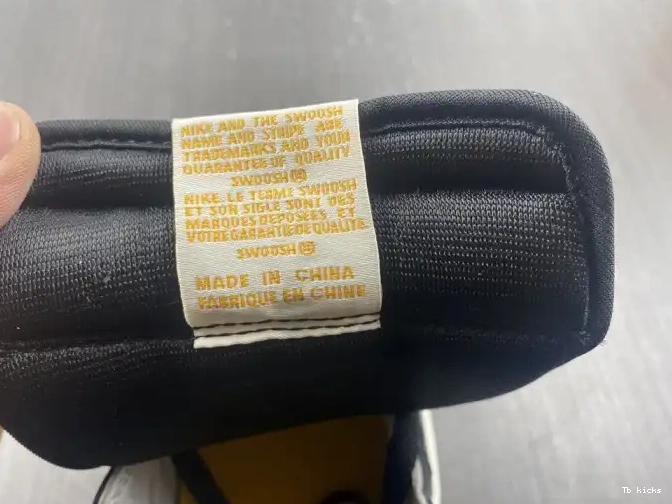 NIKE AND THE SWOOSH
NAME AND STRIPE ARE
TRADEMARKS AND YOUR
GUARANTEE OF QUALITY
SWOOSH®
NIKE. LE TERME SWOOSH
ET SON SIGLE SONT DES
MARQUES DEPOSEES ET
VOTRE GARANTIE DE QUALITE.
SWOOSH®
MADE IN CHINA
FABRIQUE EN CHINE
Tb kicks